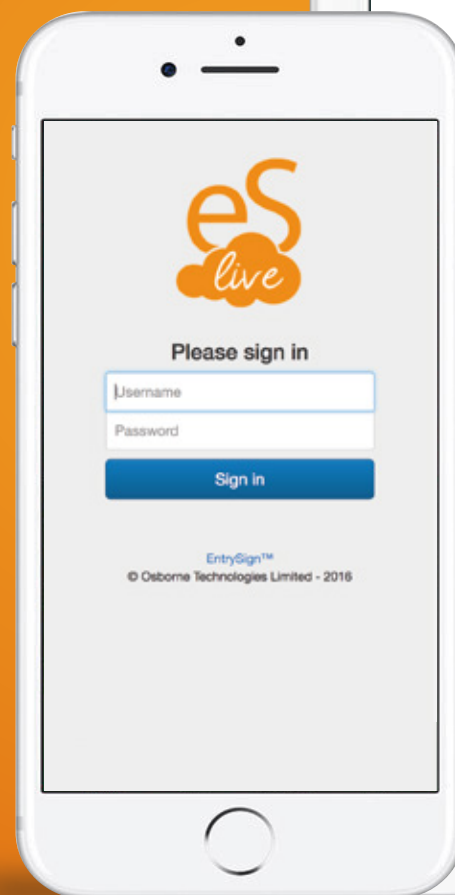 eS
live
Please sign in
Username
Password
Sign in
EntrySign™
© Osborne Technologies Limited - 2016